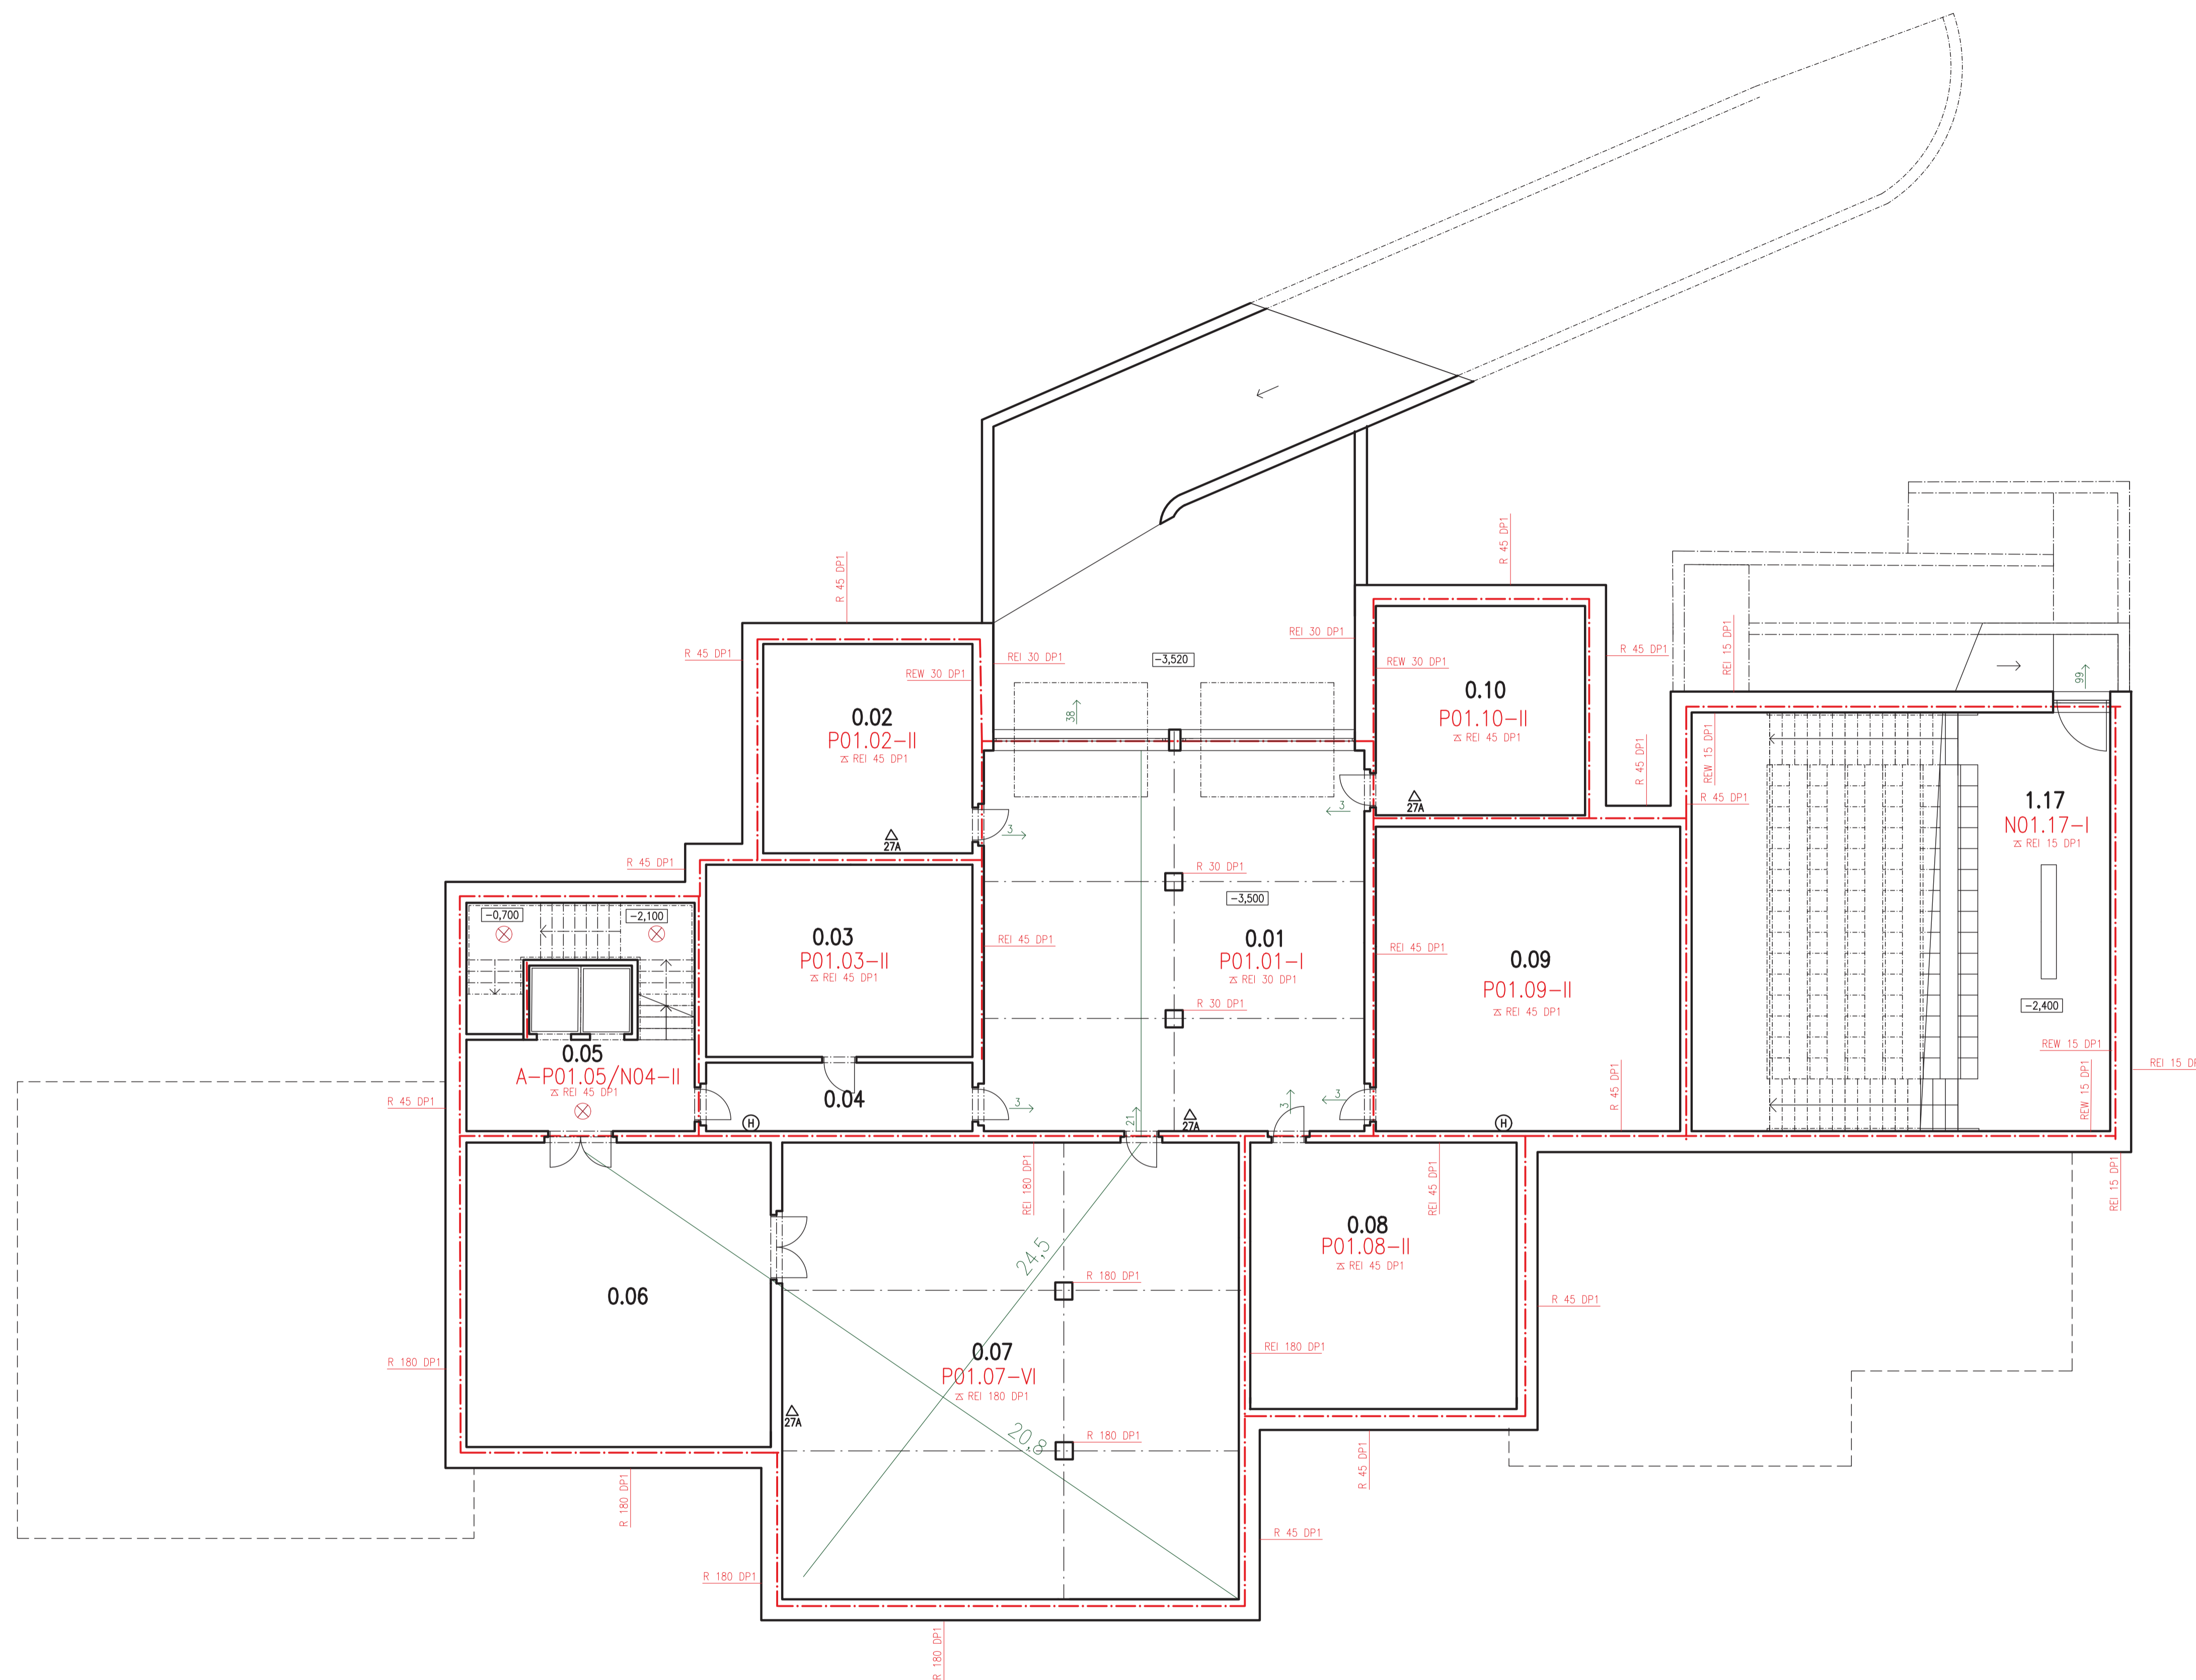 R 45 DP1
R 45 DP1
R 45 DP1
REI 30 DP1
REI 30 DP1
-3,520
REW 30 DP1
REW 30 DP1
R 45 DP1
REI 15 DP1
99
0.02
P01.02-II
REI 45 DP1
38
0.10
P01.10-II
REI 45 DP1
R 45 DP1
REW 15 DP1
R 45 DP1
1.17
N01.17-I
REI 15 DP1
27A
3
3
27A
R 45 DP1
R 30 DP1
-3,500
-0,700
-2,100
0.03
P01.03-II
REI 45 DP1
REI 45 DP1
0.01
P01.01-I
REI 30 DP1
REI 45 DP1
0.09
P01.09-II
REI 45 DP1
R 30 DP1
-2,400
REW 15 DP1
REI 15 DP
0.05
A-P01.05/N04-II
REI 45 DP1
R 45 DP1
0.04
H
3
21
27A
3
3
H
R 45 DP1
REW 15 DP1
REI 180 DP1
REI 45 DP1
REI 15 DP1
24,5
0.08
P01.08-II
REI 45 DP1
R 180 DP1
0.06
R 45 DP1
0.07
P01.07-VI
REI 180 DP1
REI 180 DP1
R 180 DP1
27A
20,8
R 180 DP1
R 180 DP1
R 45 DP1
R 45 DP1
R 180 DP1
R 180 DP1